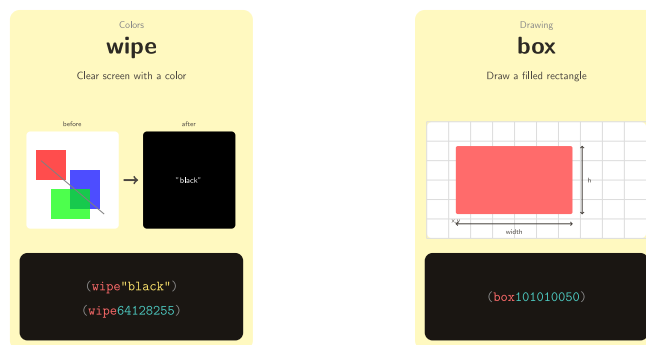 Colors
wipe
Clear screen with a color
before
after
"black"
(wipe"black")
(wipe64128255)
Drawing
box
Draw a filled rectangle
h
x,y
width
(box101010050)